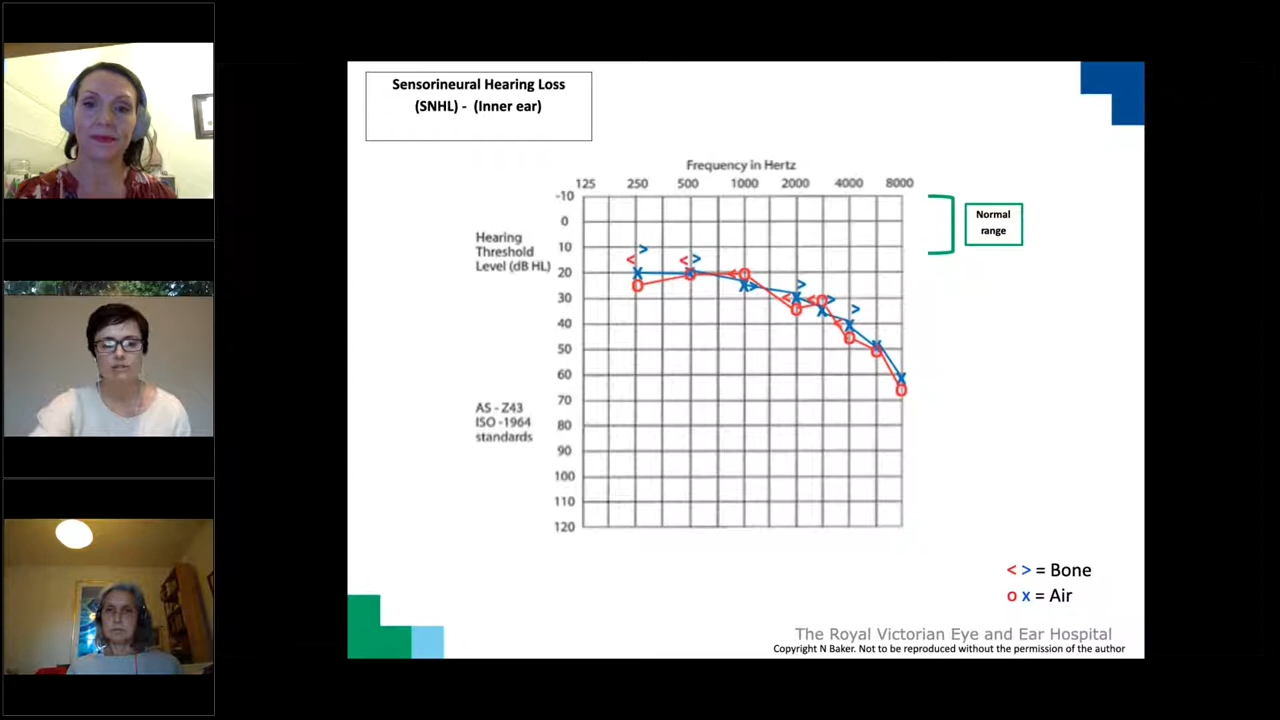 Sensorineural Hearing Loss
(SNHL) - (Inner ear)
Frequency in Hertz
125 250 500 1000 2000 4000 8000
-10
0
Hearing
Threshold
Level (dB HL)
10
20
30
40
50
60
70
AS - Z43
ISO -1964
standards
80
90
100
110
120
Normal
range
< > = Bone
o x = Air
The Royal Victorian Eye and Ear Hospital
Copyright N Baker. Not to be reproduced without the permission of the author